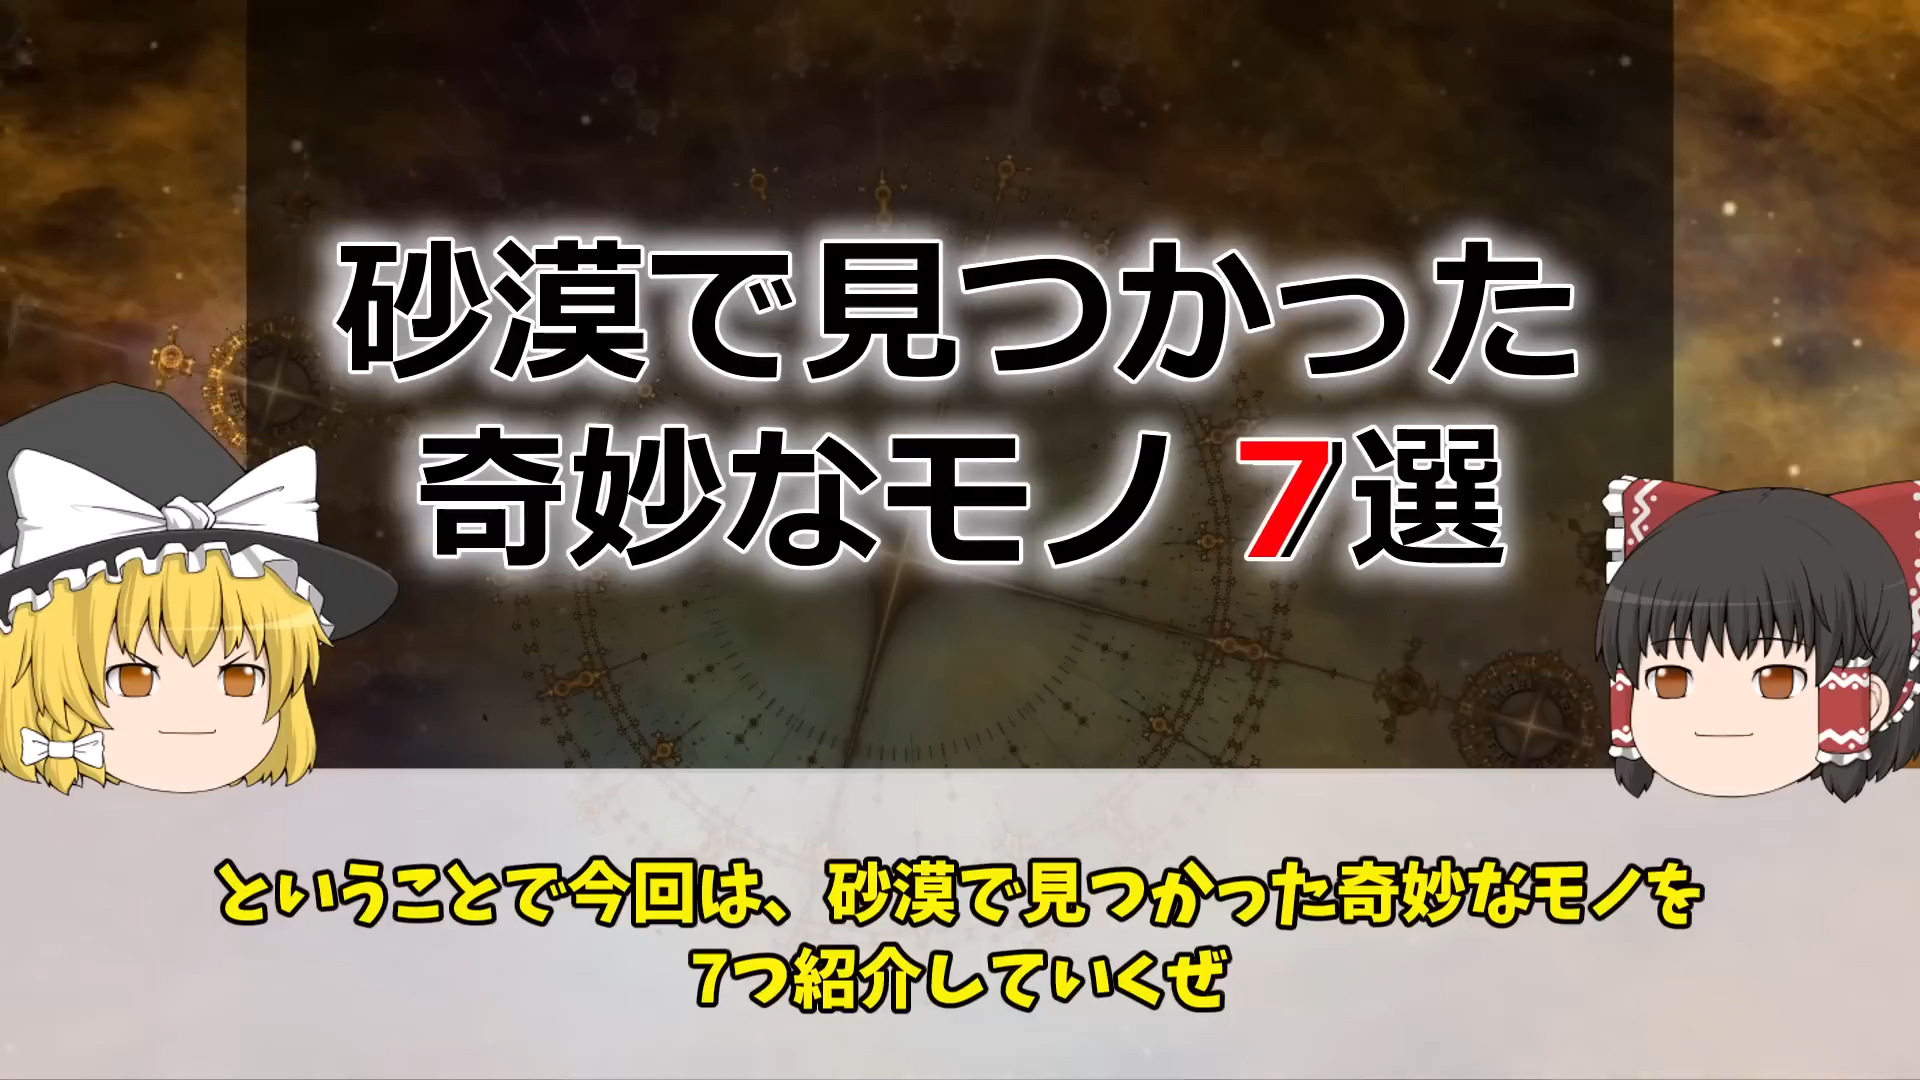 砂漠で見つかった
奇妙なモノ7選
ということで今回は、砂漠で見つかった奇妙なモノを
7つ紹介していくぜ